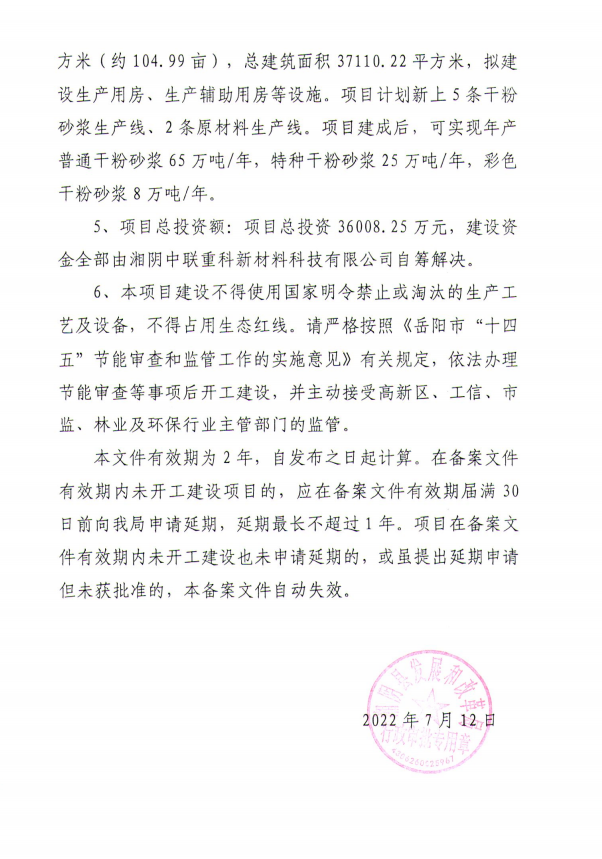 方米（约 104.99 亩），总建筑面积 37110.22 平方米，拟建
设生产用房、生产辅助用房等设施。项目计划新上 5 条干粉
砂浆生产线、2 条原材料生产线。项目建成后，可实现年产
普通干粉砂浆 65 万吨/年，特种干粉砂浆 25 万吨/年，彩色
干粉砂浆 8 万吨/年。
5、项目总投资额：项目总投资 36008.25 万元，建设资
金全部由湘阴中联重科新材料科技有限公司自筹解决。
6、本项目建设不得使用国家明令禁止或淘汰的生产工
艺及设备，不得占用生态红线。请严格按照《岳阳市“十四
五”节能审查和监管工作的实施意见》有关规定，依法办理
节能审查等事项后开工建设，并主动接受高新区、工信、市
监、林业及环保行业主管部门的监管。
本文件有效期为 2 年，自发布之日起计算。在备案文件
有效期内未开工建设项目的，应在备案文件有效期届满 30
日前向我局申请延期，延期最长不超过 1 年。项目在备案文
件有效期内未开工建设也未申请延期的，或虽提出延期申请
但未获批准的，本备案文件自动失效。
湘阴县发展和改革局
2022 年 7 月 12 日
行政审批专用章